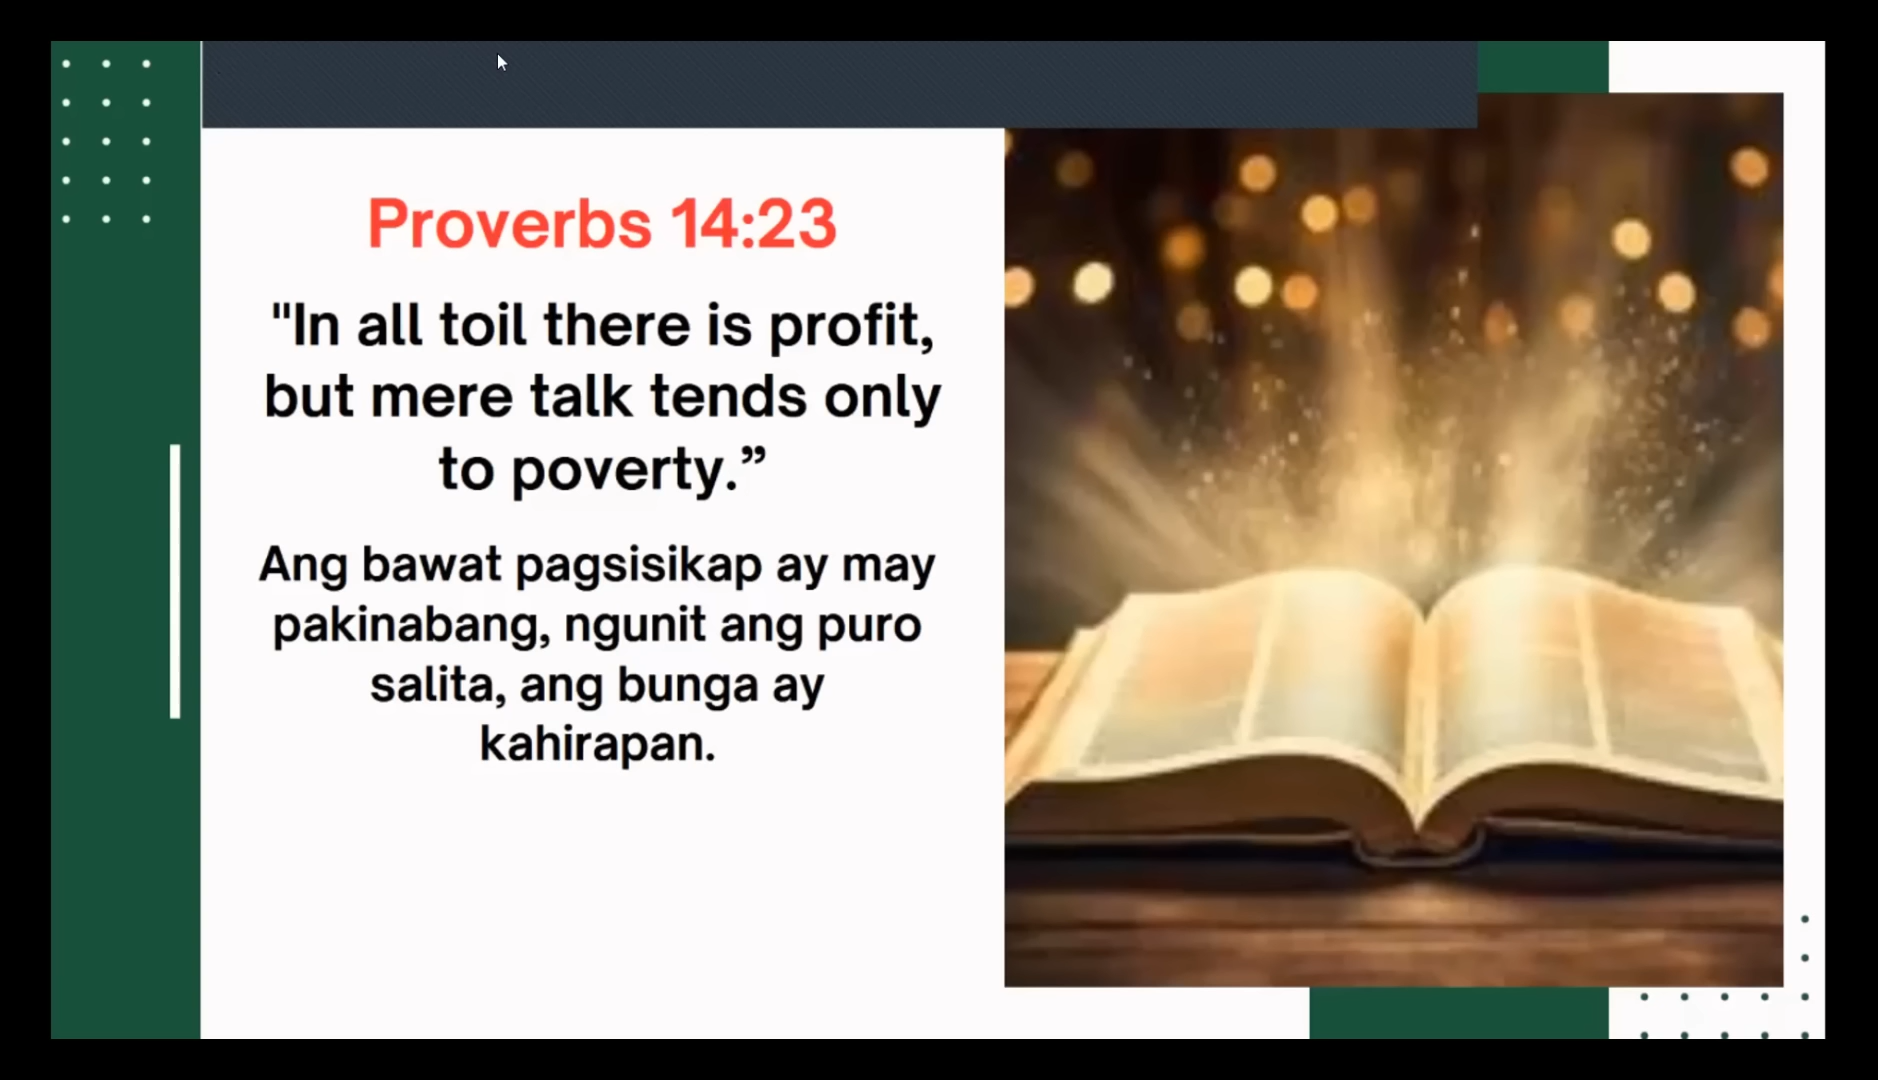 Proverbs 14:23
"In all toil there is profit,
but mere talk tends only
to poverty.”
Ang bawat pagsisikap ay may
pakinabang, ngunit ang puro
salita, ang bunga ay
kahirapan.